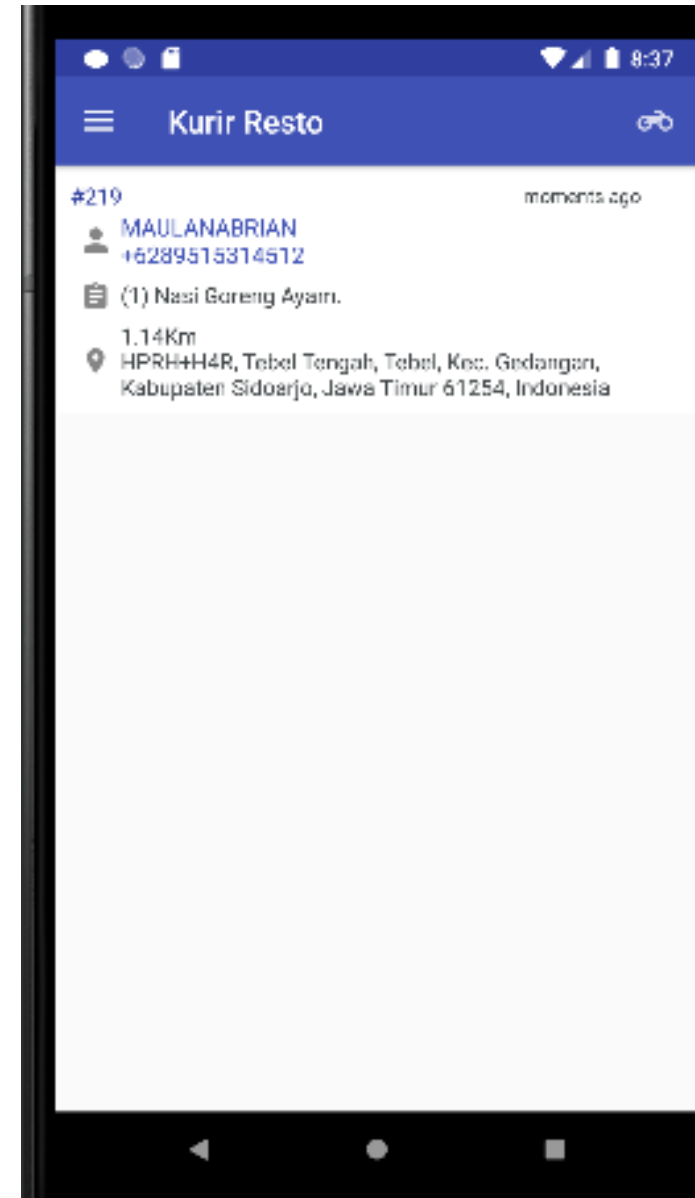 8:37
Kurir Resto
#219 moments ago
MAULANABRIAN
+6289515314512
(1) Nasi Goreng Ayam.
1.14Km
HPRH+H4R, Tebel Tengah, Tebel, Kec. Gedangan,
Kabupaten Sidoarjo, Jawa Timur 61254, Indonesia